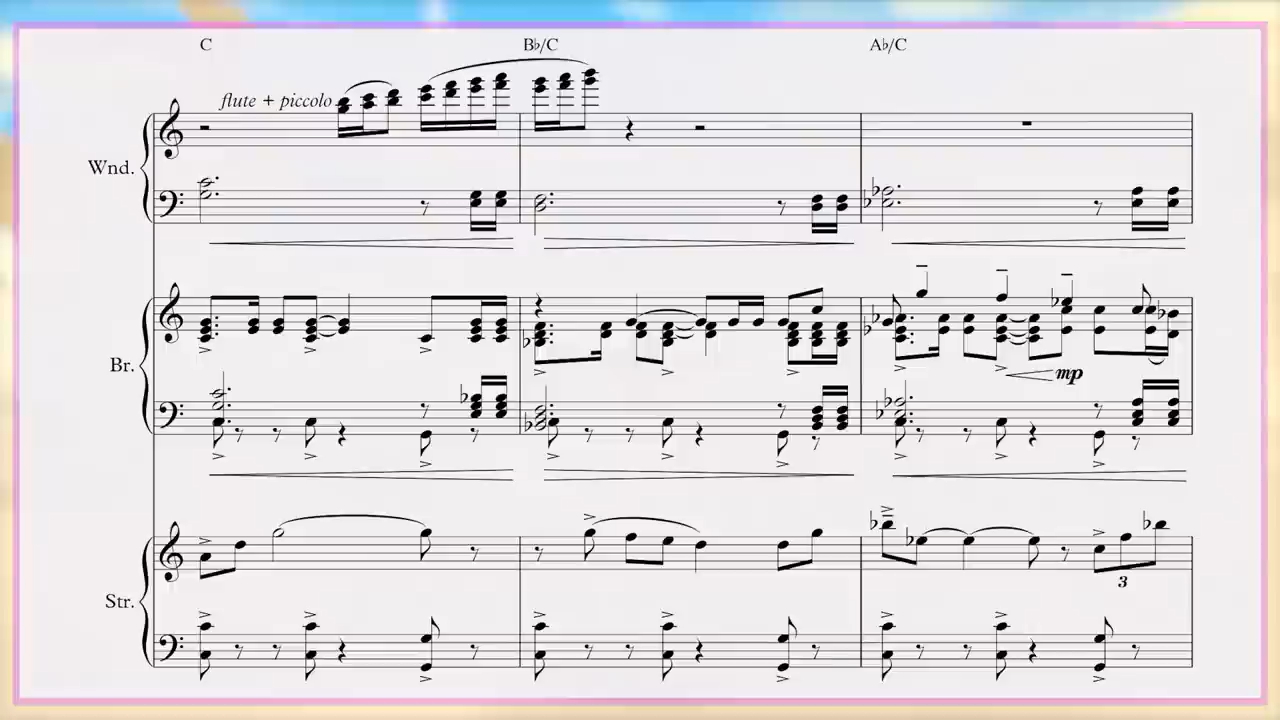 C B♭/C A♭/C
flute + piccolo
Wnd.
Br.
mp
Str.
3